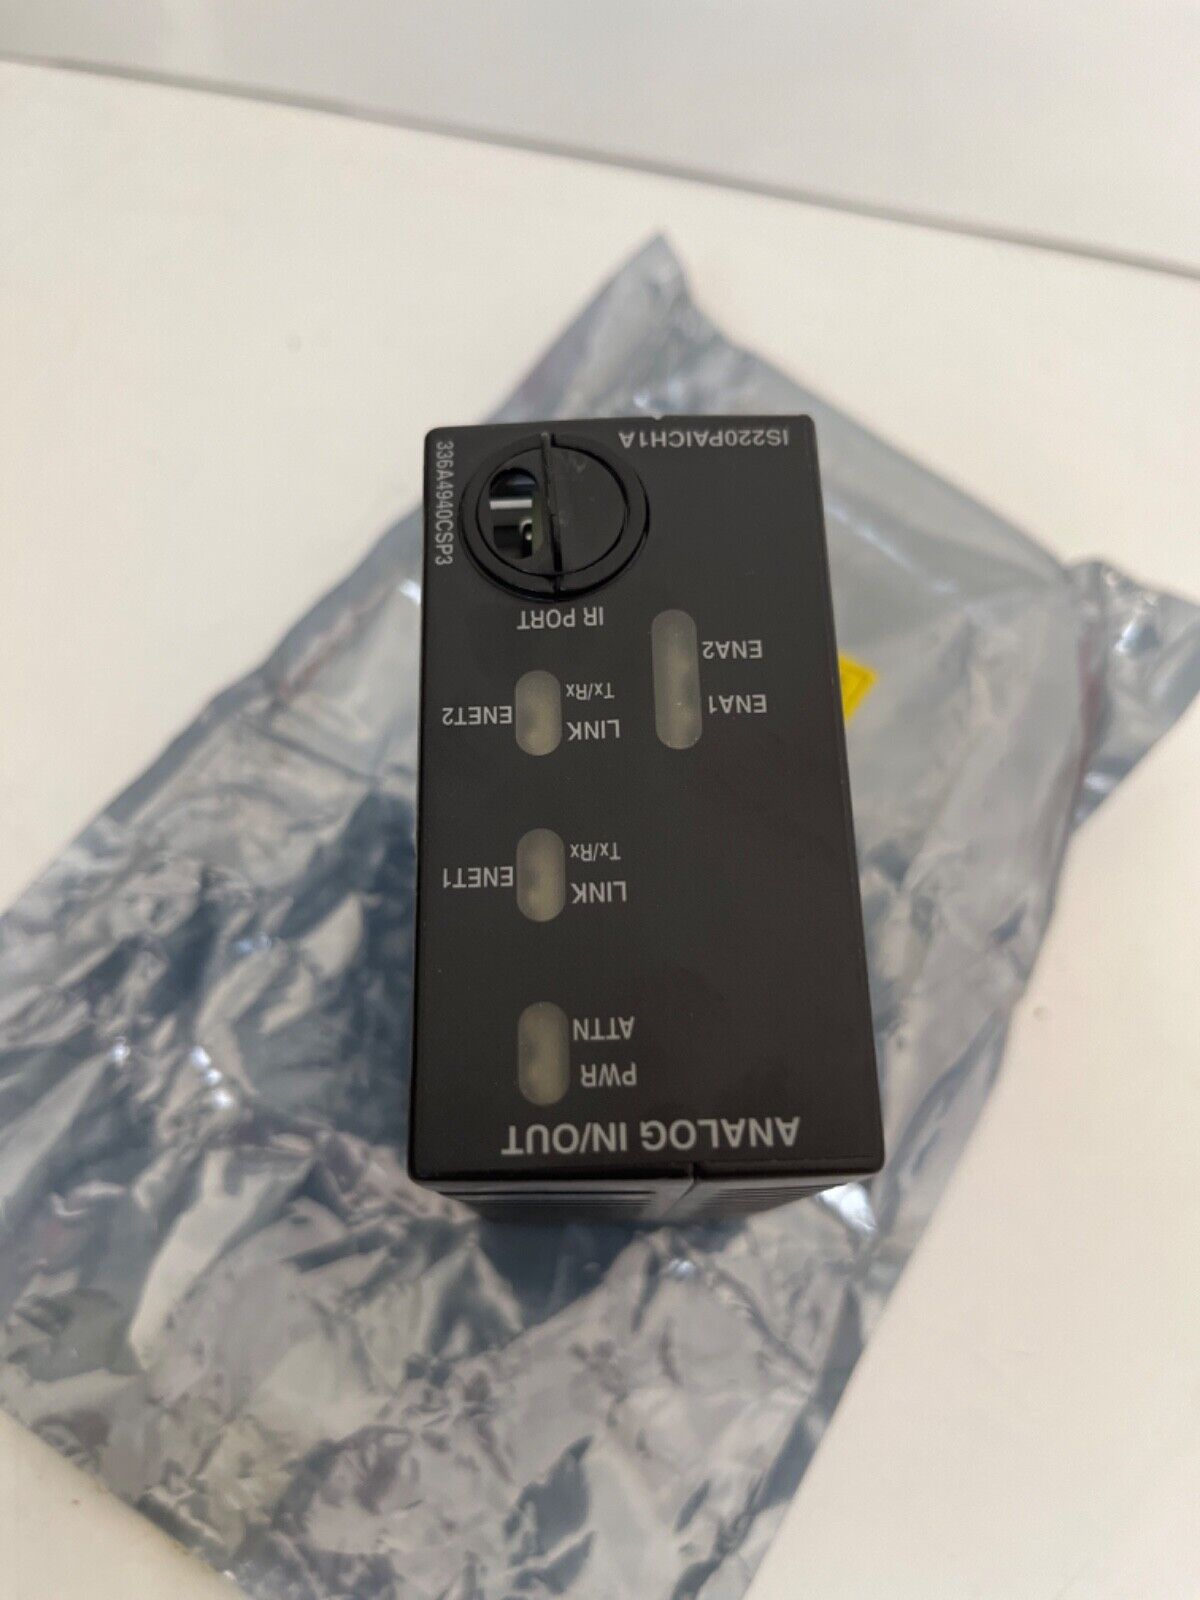 ANALOG IN/OUT
PWR
ATTN
LINK
ENET1
Tx/Rx
LINK
ENET2
Tx/Rx
ENA1
ENA2
IR PORT
IS220PAICH1A
336A4940CSP3